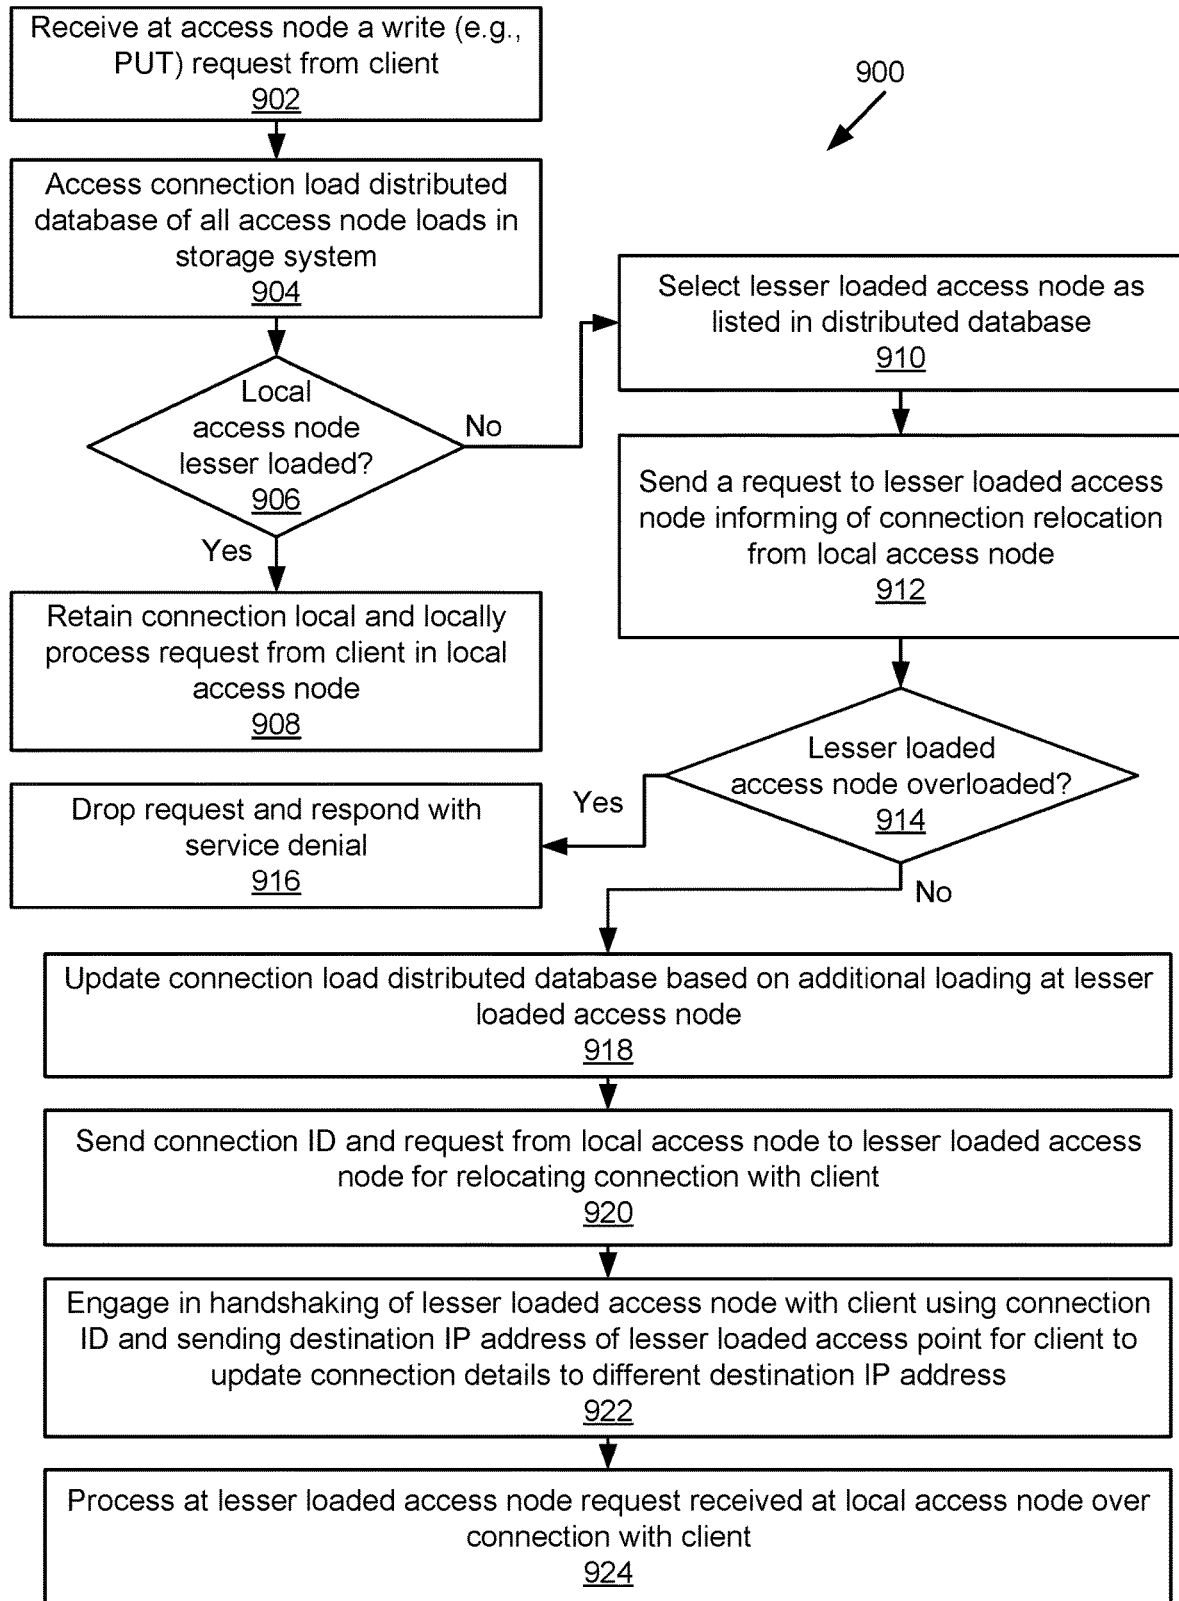 Receive at access node a write (e.g.,
PUT) request from client
902
900
Access connection load distributed
database of all access node loads in
storage system
904
Local
access node
lesser loaded?
906
No
Yes
Retain connection local and locally
process request from client in local
access node
908
Select lesser loaded access node as
listed in distributed database
910
Send a request to lesser loaded access
node informing of connection relocation
from local access node
912
Lesser loaded
access node overloaded?
914
Yes
Drop request and respond with
service denial
916
No
Update connection load distributed database based on additional loading at lesser
loaded access node
918
Send connection ID and request from local access node to lesser loaded access
node for relocating connection with client
920
Engage in handshaking of lesser loaded access node with client using connection
ID and sending destination IP address of lesser loaded access point for client to
update connection details to different destination IP address
922
Process at lesser loaded access node request received at local access node over
connection with client
924